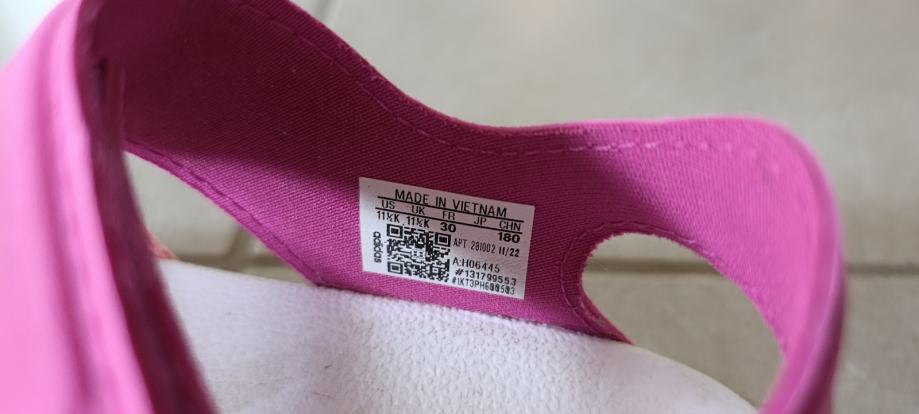 MADE IN VIETNAM
US UK FR JP CHN
11½K 11½K 30 180
adidas
APT 281002 11/22
A:H06445
#131799553